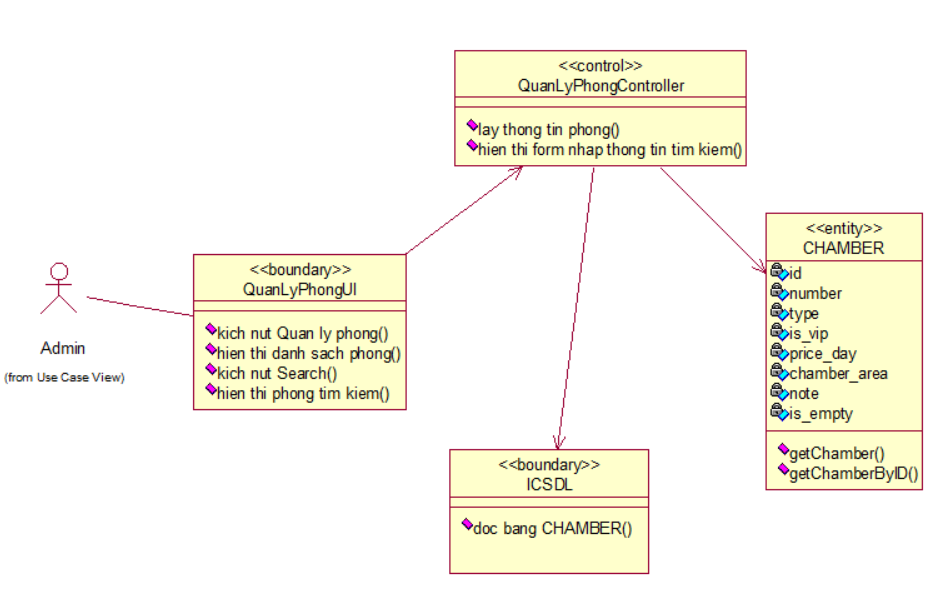 <<control>>
QuanLyPhongController
lay thong tin phong()
hien thi form nhap thong tin tim kiem()
<<entity>>
CHAMBER
id
number
type
is_vip
price_day
chamber_area
note
is_empty
getChamber()
getChamberByID()
<<boundary>>
QuanLyPhongUI
kich nut Quan ly phong()
hien thi danh sach phong()
kich nut Search()
hien thi phong tim kiem()
Admin
(from Use Case View)
<<boundary>>
ICSDL
doc bang CHAMBER()